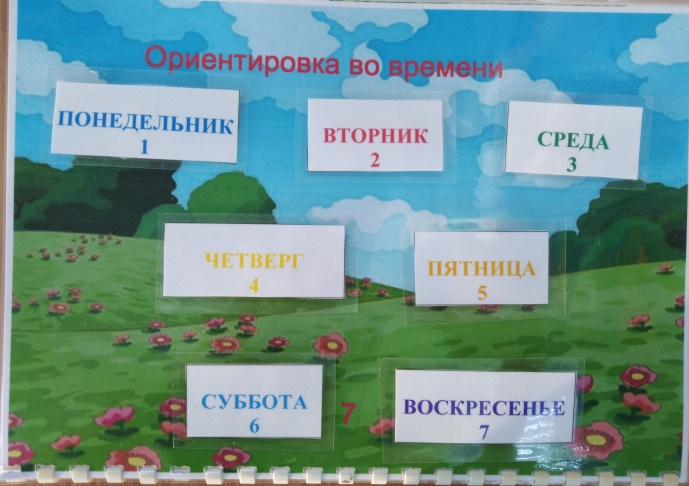 Ориентировка во времени
ПОНЕДЕЛЬНИК
1
ВТОРНИК
2
СРЕДА
3
ЧЕТВЕРГ
4
ПЯТНИЦА
5
СУББОТА
6
7
ВОСКРЕСЕНЬЕ
7